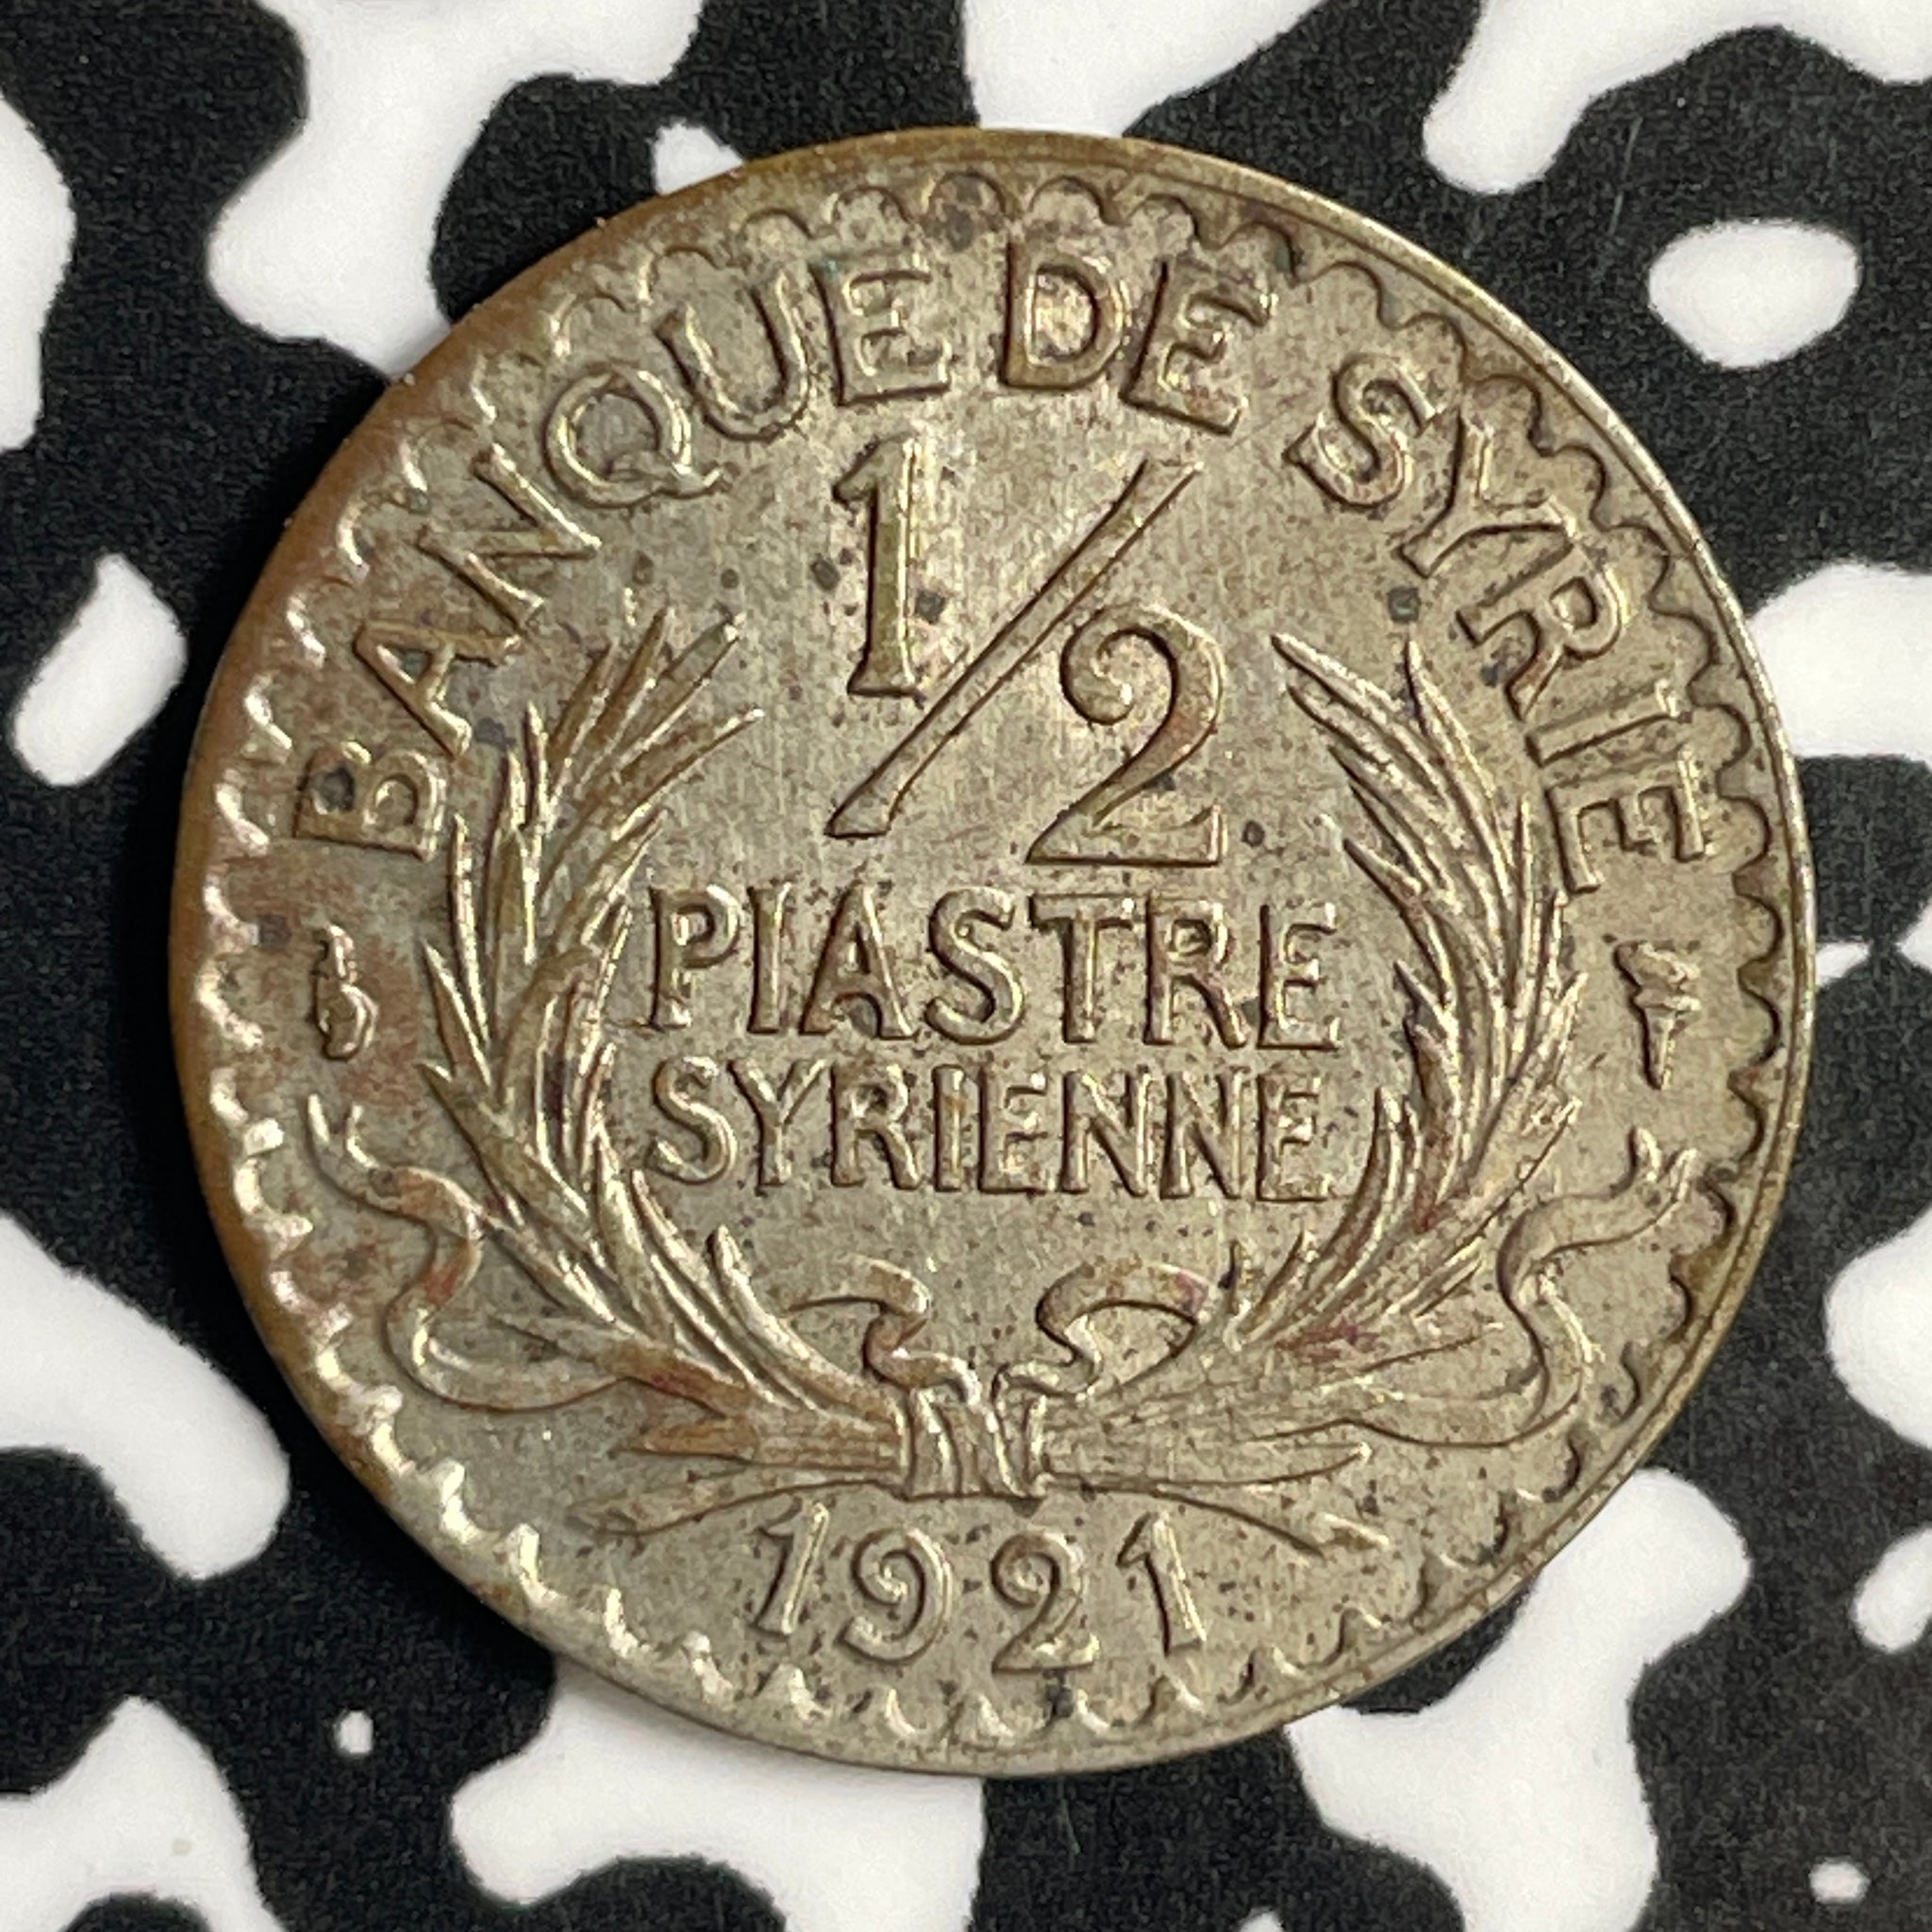 BANQUE DE SYRIE
1/2
PIASTRE
SYRIENNE
1921